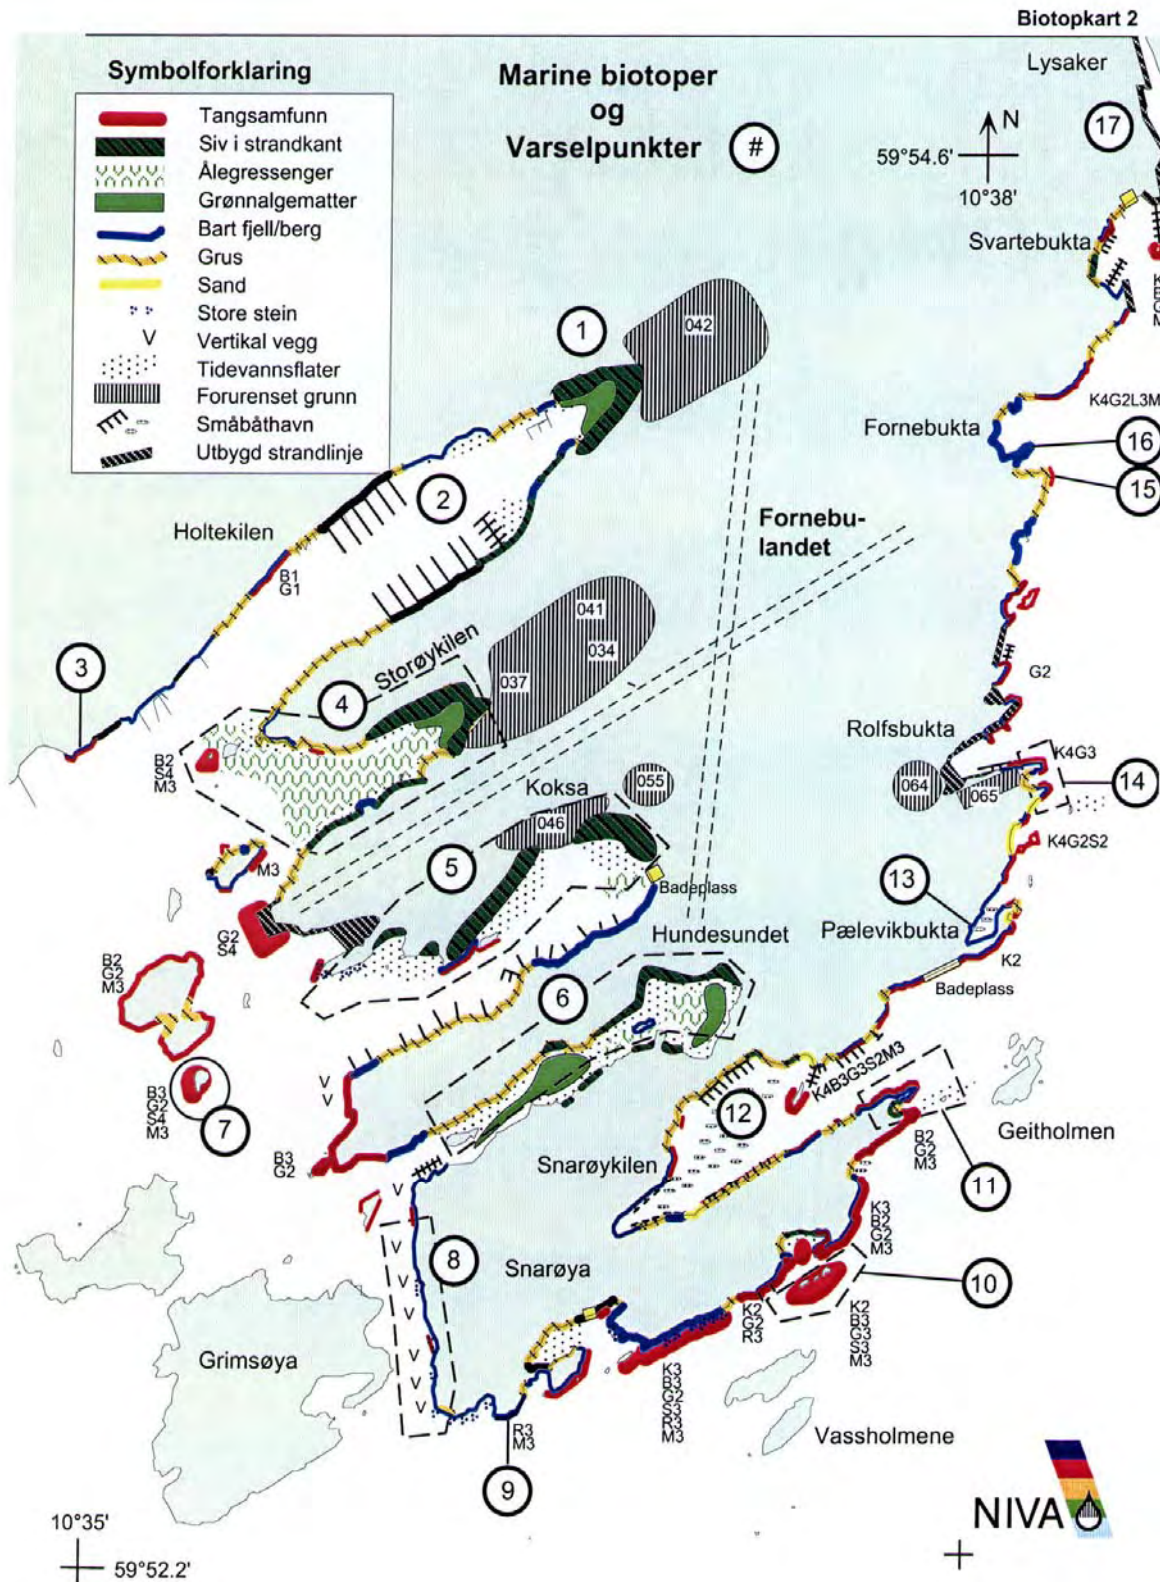 Biotopkart 2
Symbolforklaring
Tangsamfunn
Siv i strandkant
Ålegressenger
Grønnalgematter
Bart fjell/berg
Grus
Sand
Store stein
V Vertikal vegg
Tidevannsflater
Forurenset grunn
Småbåthavn
Utbygd strandlinje
Marine biotoper
og
Varselpunkter #
Lysaker
17
N
59°54.6'
10°38'
Svartebukta
K
B
G
M
1
042
K4G2L3M
Fornebukta
16
15
2
Holtekilen
Fornebu-
landet
B1
G1
041
034
037
3
Storøykilen
4
G2
Rolfsbukta
B2
S4
M3
K4G3
14
064
065
Koksa
055
046
K4G2S2
M3
5
13
Badeplass
Pælevikbukta
G2
S4
Hundesundet
K2
Badeplass
B2
G2
M3
6
V
V
B3
G2
S4
M3
7
K4B3G3S2M3
12
Geitholmen
B2
G2
M3
11
B3
G2
Snarøykilen
V
V
V
V
V
V
V
8
K3
B2
G2
M3
Snarøya
10
K2
G2
R3
K2
B3
G3
S3
M3
Grimsøya
K3
B3
G2
S3
R3
M3
R3
M3
Vassholmene
9
NIVA
10°35'
59°52.2'